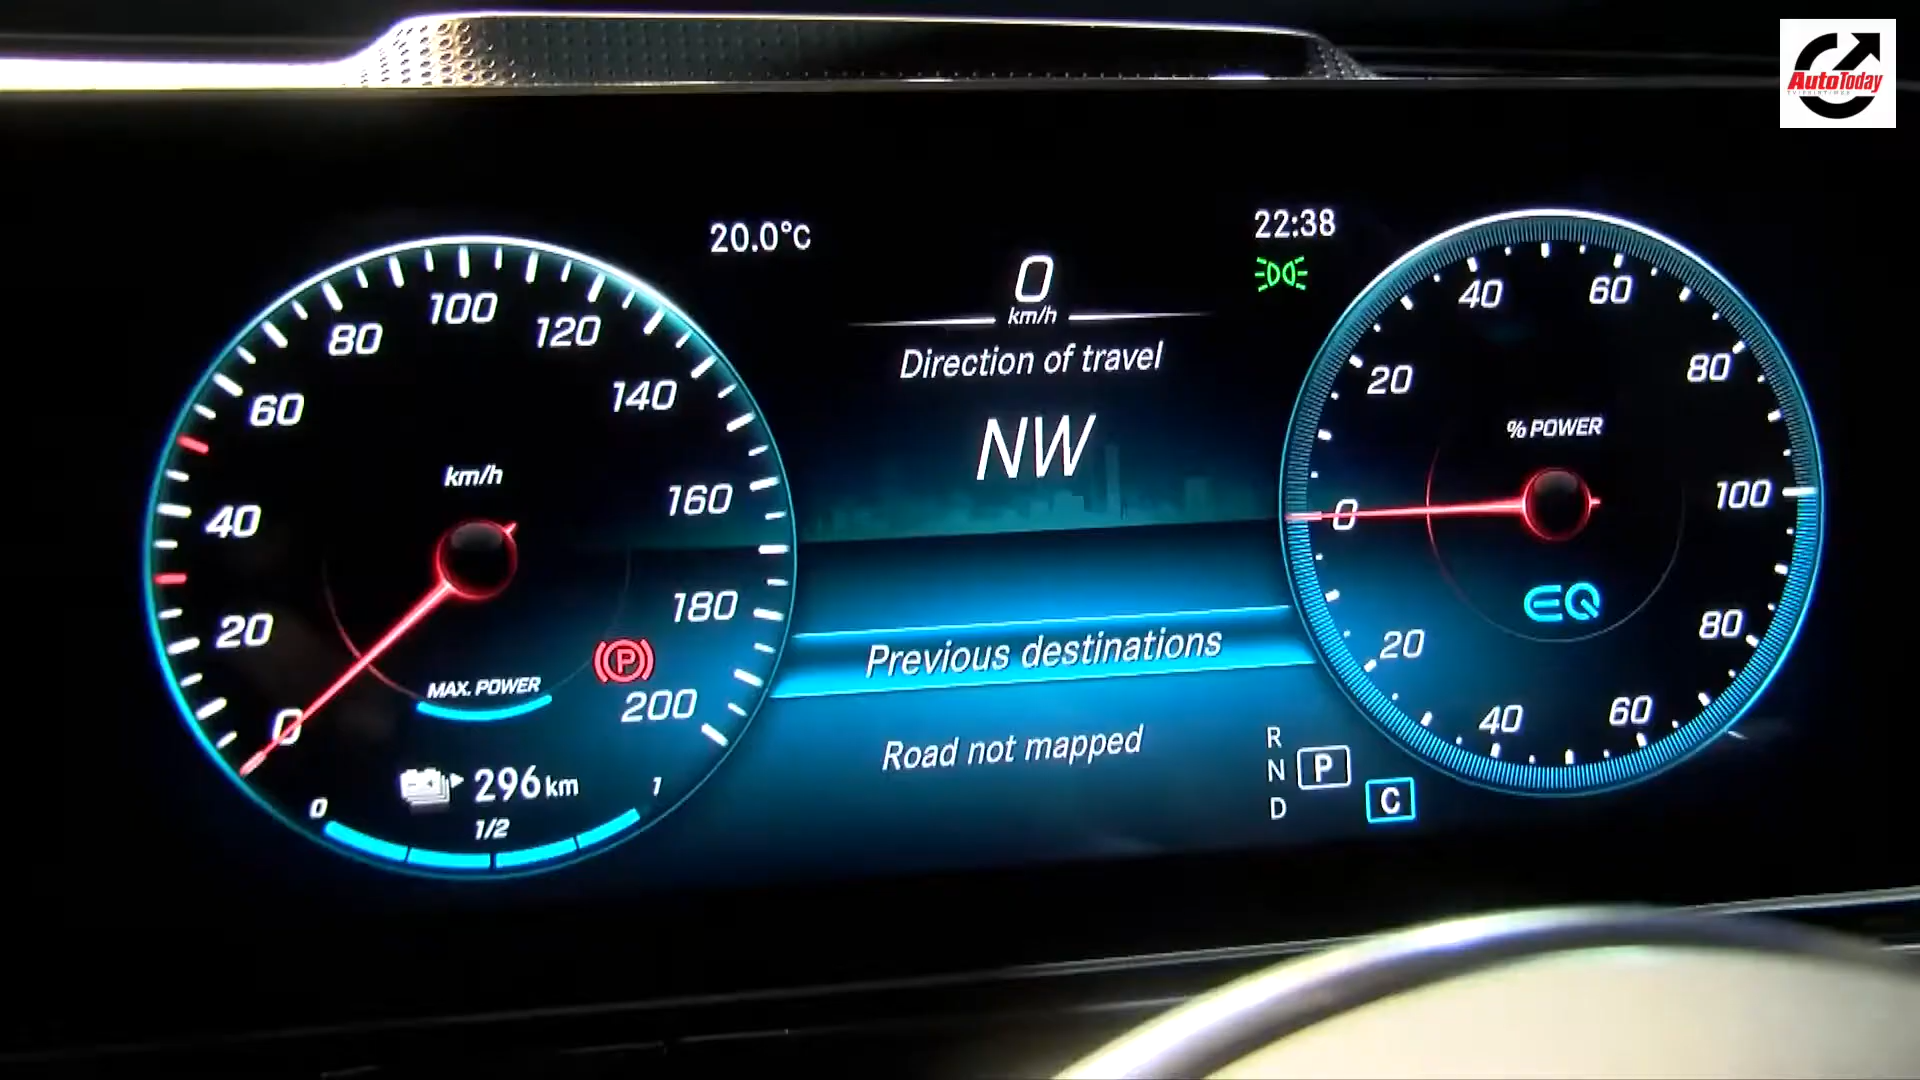 AutoToday
20.0°C
22:38
0
km/h
Direction of travel
NW
Previous destinations
Road not mapped
0
20
40
60
80
100
120
140
160
180
200
km/h
MAX. POWER
P
296 km
0
1/2
1
R
N
D
P
C
% POWER
0
20
40
60
80
100
80
60
40
20
EQ